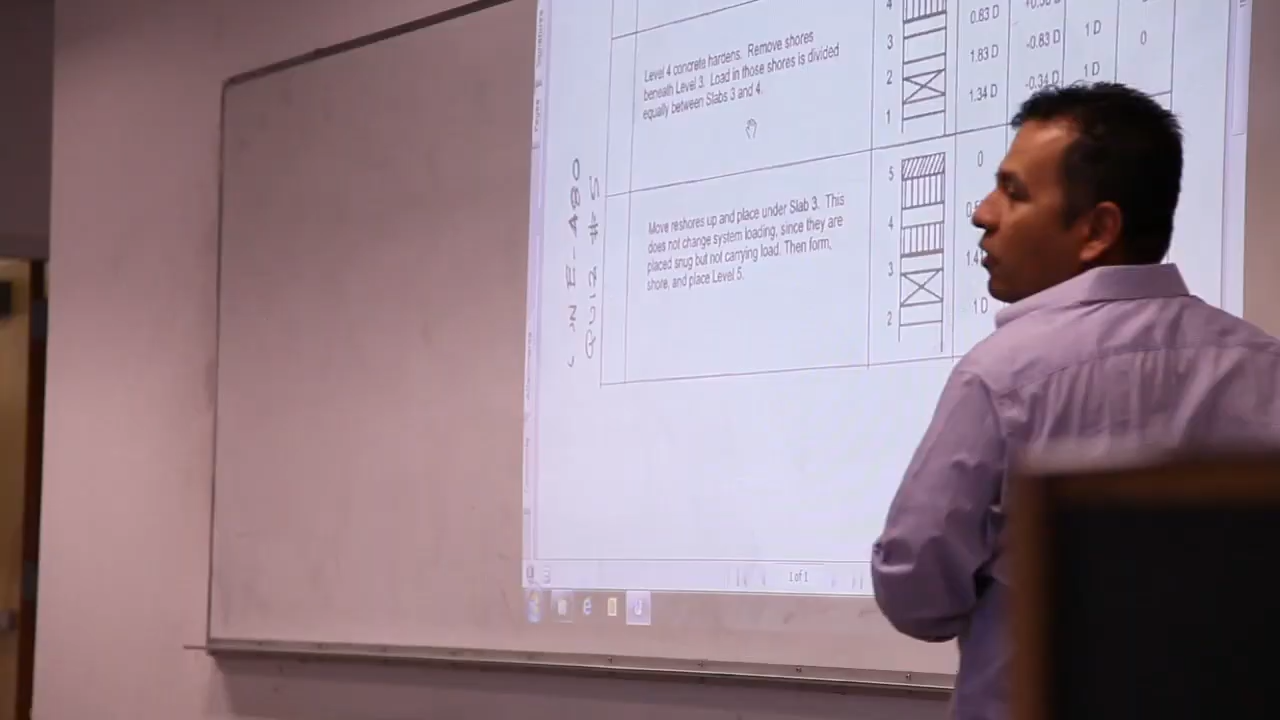 4
3
2
1
0.83 D
1.83 D
-0.83 D
1 D
0
1.34 D
-0.34 D
1 D
Level 4 concrete hardens. Remove shores
beneath Level 3. Load in those shores is divided
equally between Slabs 3 and 4.
5
4
3
2
0
1 D
Move reshores up and place under Slab 3. This
does not change system loading, since they are
placed snug but not carrying load. Then form,
shore, and place Level 5.
QUIZ #5
Signatures
Pages
1 of 1